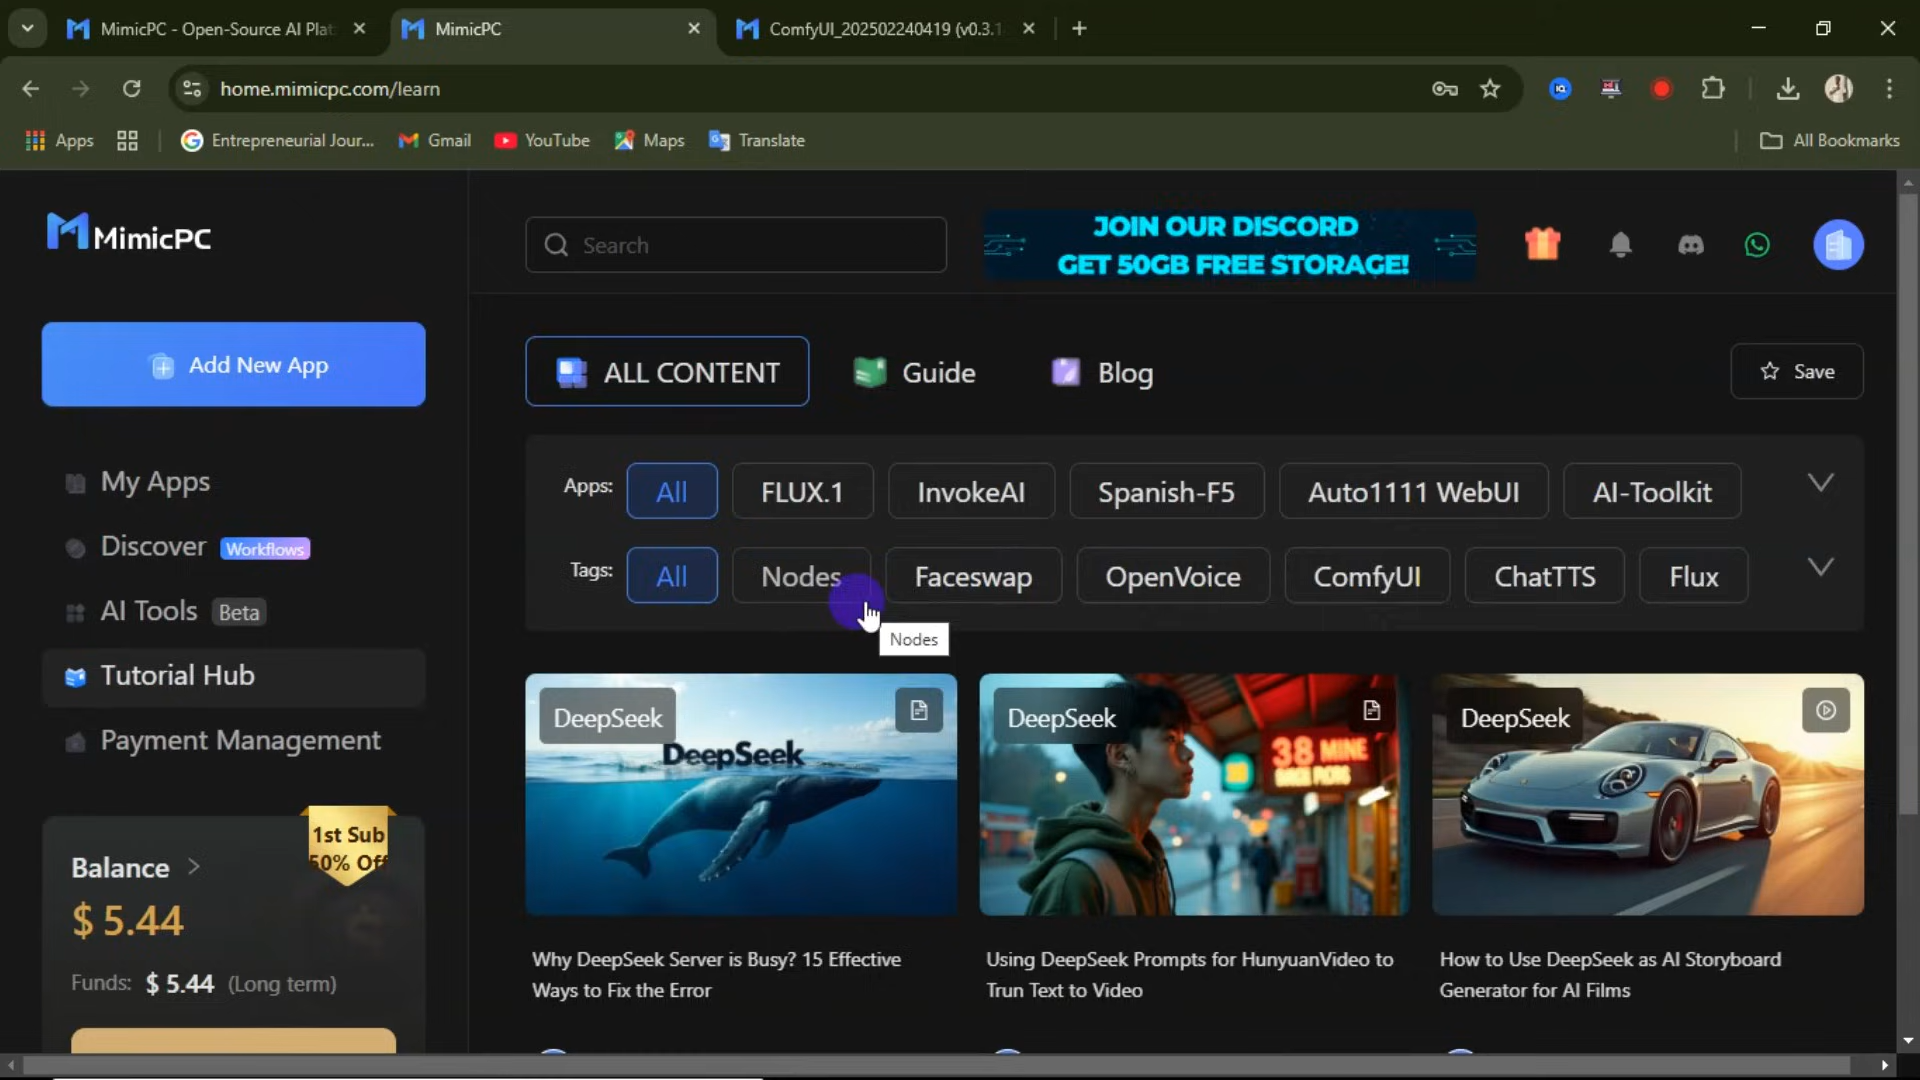 MimicPC - Open-Source AI Plat
MimicPC
ComfyUI_202502240419 (v0.3.1
home.mimicpc.com/learn
Apps
Entrepreneurial Jour...
Gmail
YouTube
Maps
Translate
All Bookmarks
MimicPC
Search
JOIN OUR DISCORD
GET 50GB FREE STORAGE!
Add New App
ALL CONTENT
Guide
Blog
Save
My Apps
Discover Workflows
AI Tools Beta
Tutorial Hub
Payment Management
Apps: All FLUX.1 InvokeAI Spanish-F5 Auto1111 WebUI AI-Toolkit
Tags: All Nodes Faceswap OpenVoice ComfyUI ChatTTS Flux
Nodes
DeepSeek
DeepSeek
DeepSeek
38 MINE
DeepSeek
Why DeepSeek Server is Busy? 15 Effective
Ways to Fix the Error
Using DeepSeek Prompts for HunyuanVideo to
Trun Text to Video
How to Use DeepSeek as AI Storyboard
Generator for AI Films
1st Sub
50% Off
Balance
$ 5.44
Funds: $ 5.44 (Long term)